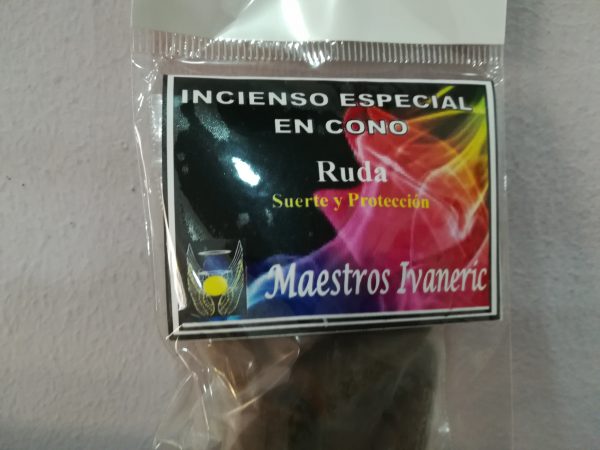 INCIENSO ESPECIAL
EN CONO
Ruda
Suerte y Protección
Maestros Ivaneric